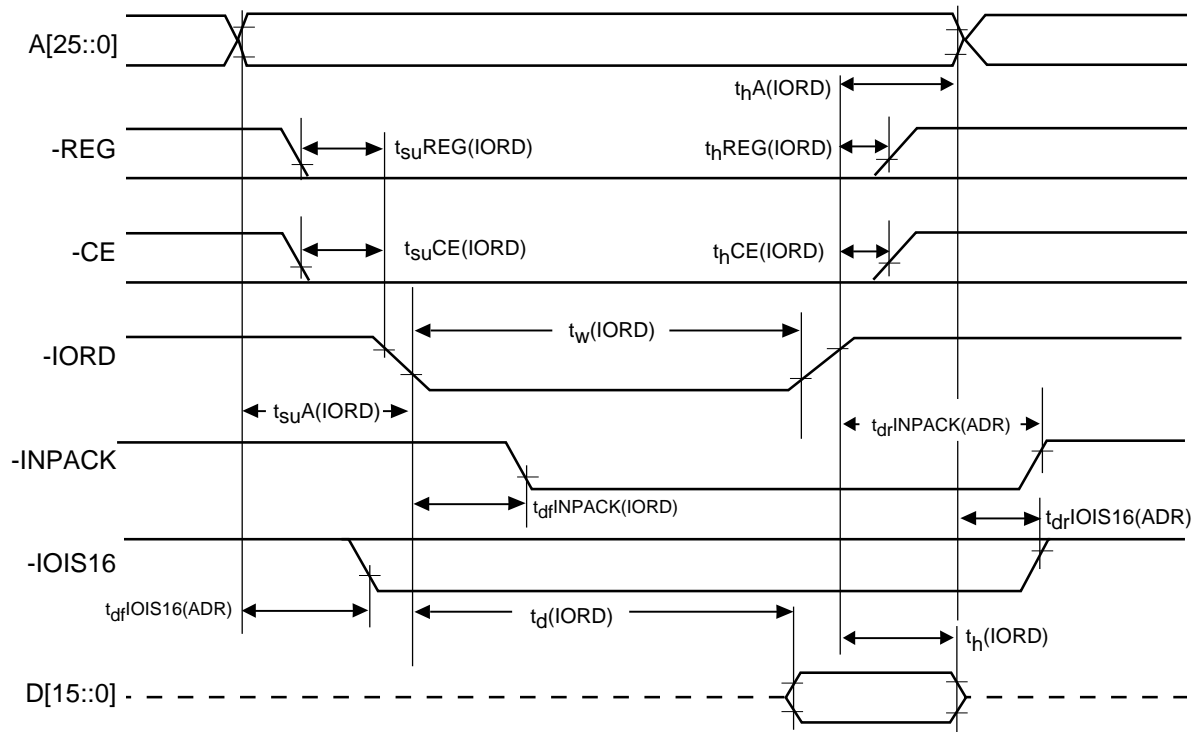 A[25::0]
thA(IORD)
-REG
tsuREG(IORD)
thREG(IORD)
-CE
tsuCE(IORD)
thCE(IORD)
-IORD
tw(IORD)
tsuA(IORD)
tdrINPACK(ADR)
-INPACK
tdfINPACK(IORD)
tdrIOIS16(ADR)
-IOIS16
tdfIOIS16(ADR)
td(IORD)
th(IORD)
D[15::0]